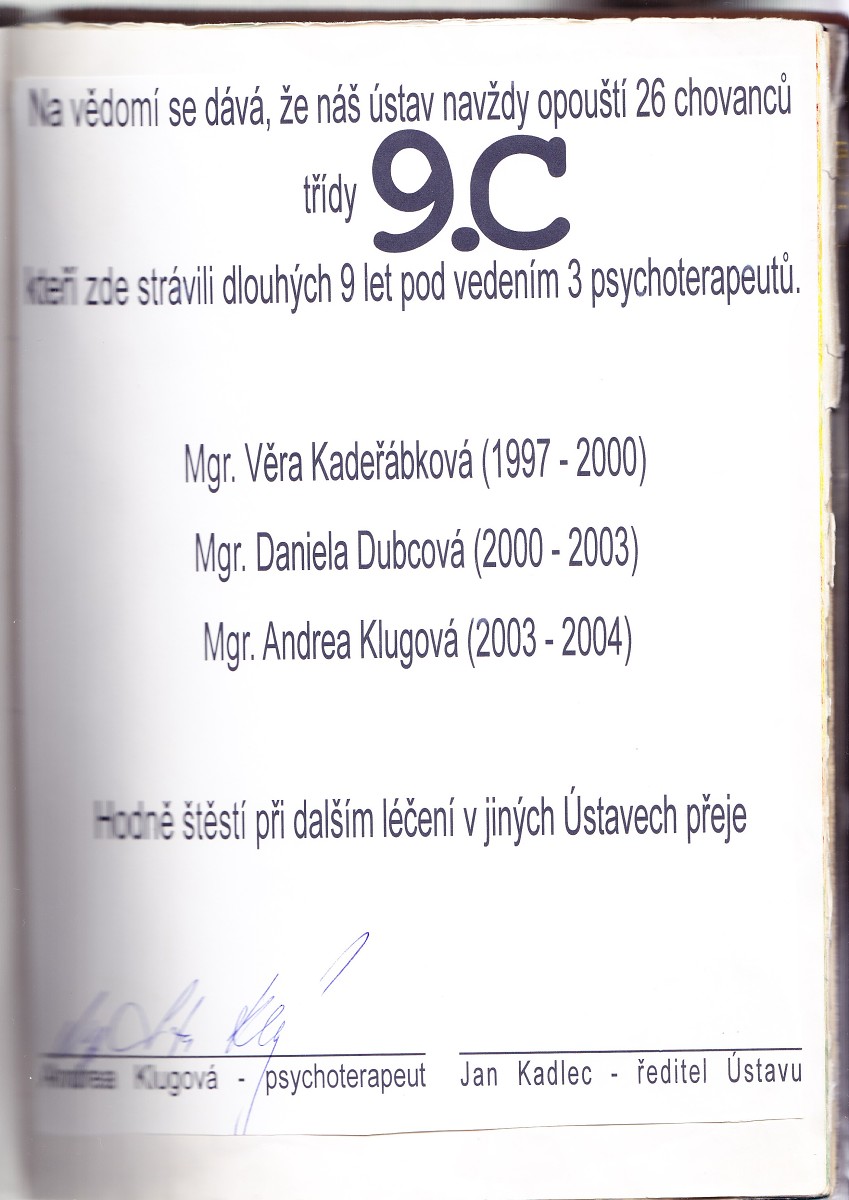 Na vědomí se dává, že náš ústav navždy opouští 26 chovanců
třídy 9.C
kteří zde strávili dlouhých 9 let pod vedením 3 psychoterapeutů.
Mgr. Věra Kadeřábková (1997 - 2000)
Mgr. Daniela Dubcová (2000 - 2003)
Mgr. Andrea Klugová (2003 - 2004)
Hodně štěstí při dalším léčení v jiných Ústavech přeje
Andrea Klugová - psychoterapeut Jan Kadlec - ředitel Ústavu